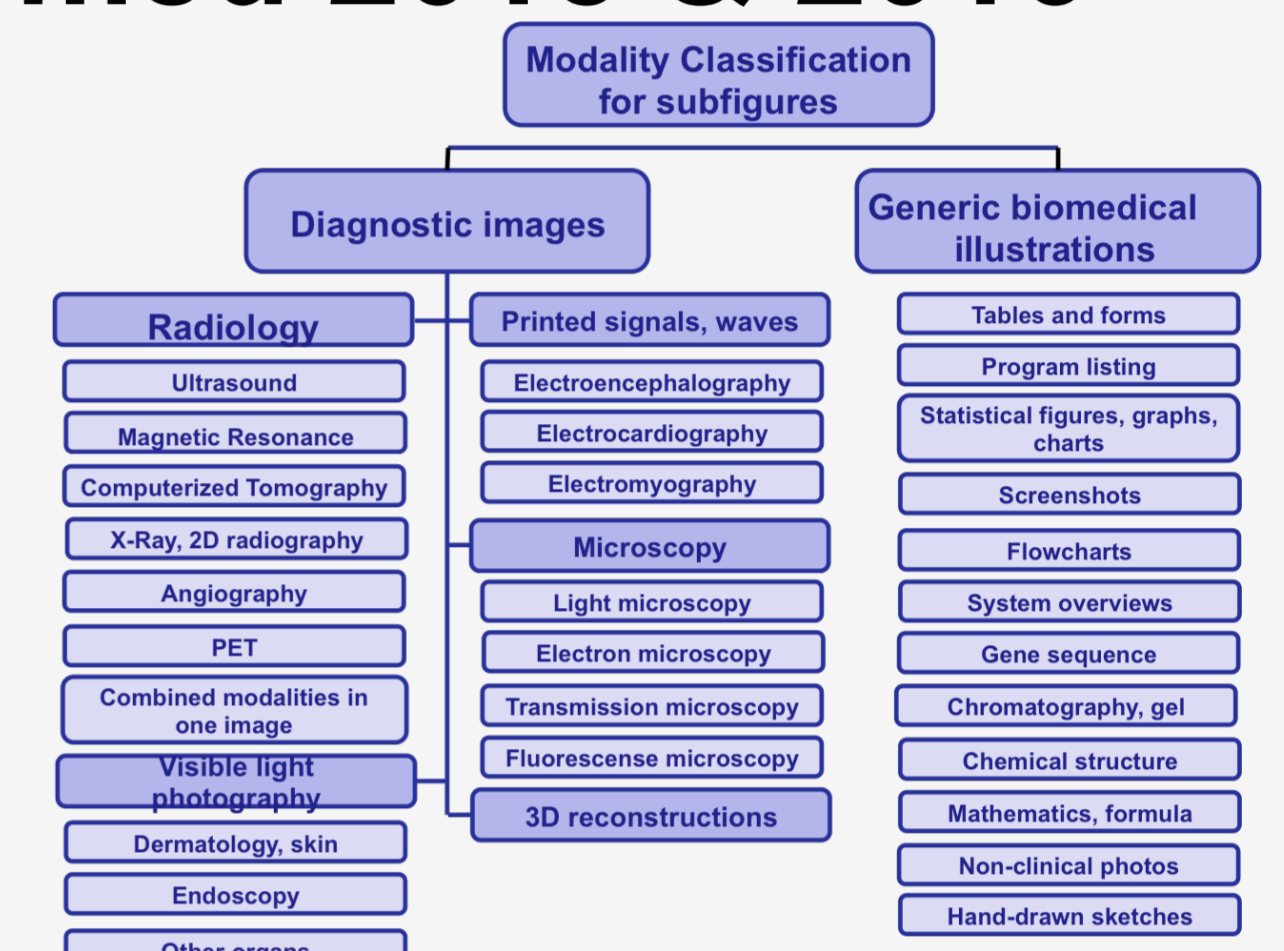 Modality Classification
for subfigures
Diagnostic images
Generic biomedical
illustrations
Radiology
Ultrasound
Magnetic Resonance
Computerized Tomography
X-Ray, 2D radiography
Angiography
PET
Combined modalities in
one image
Visible light
photography
Dermatology, skin
Endoscopy
Other organs
Printed signals, waves
Electroencephalography
Electrocardiography
Electromyography
Microscopy
Light microscopy
Electron microscopy
Transmission microscopy
Fluorescense microscopy
3D reconstructions
Tables and forms
Program listing
Statistical figures, graphs,
charts
Screenshots
Flowcharts
System overviews
Gene sequence
Chromatography, gel
Chemical structure
Mathematics, formula
Non-clinical photos
Hand-drawn sketches